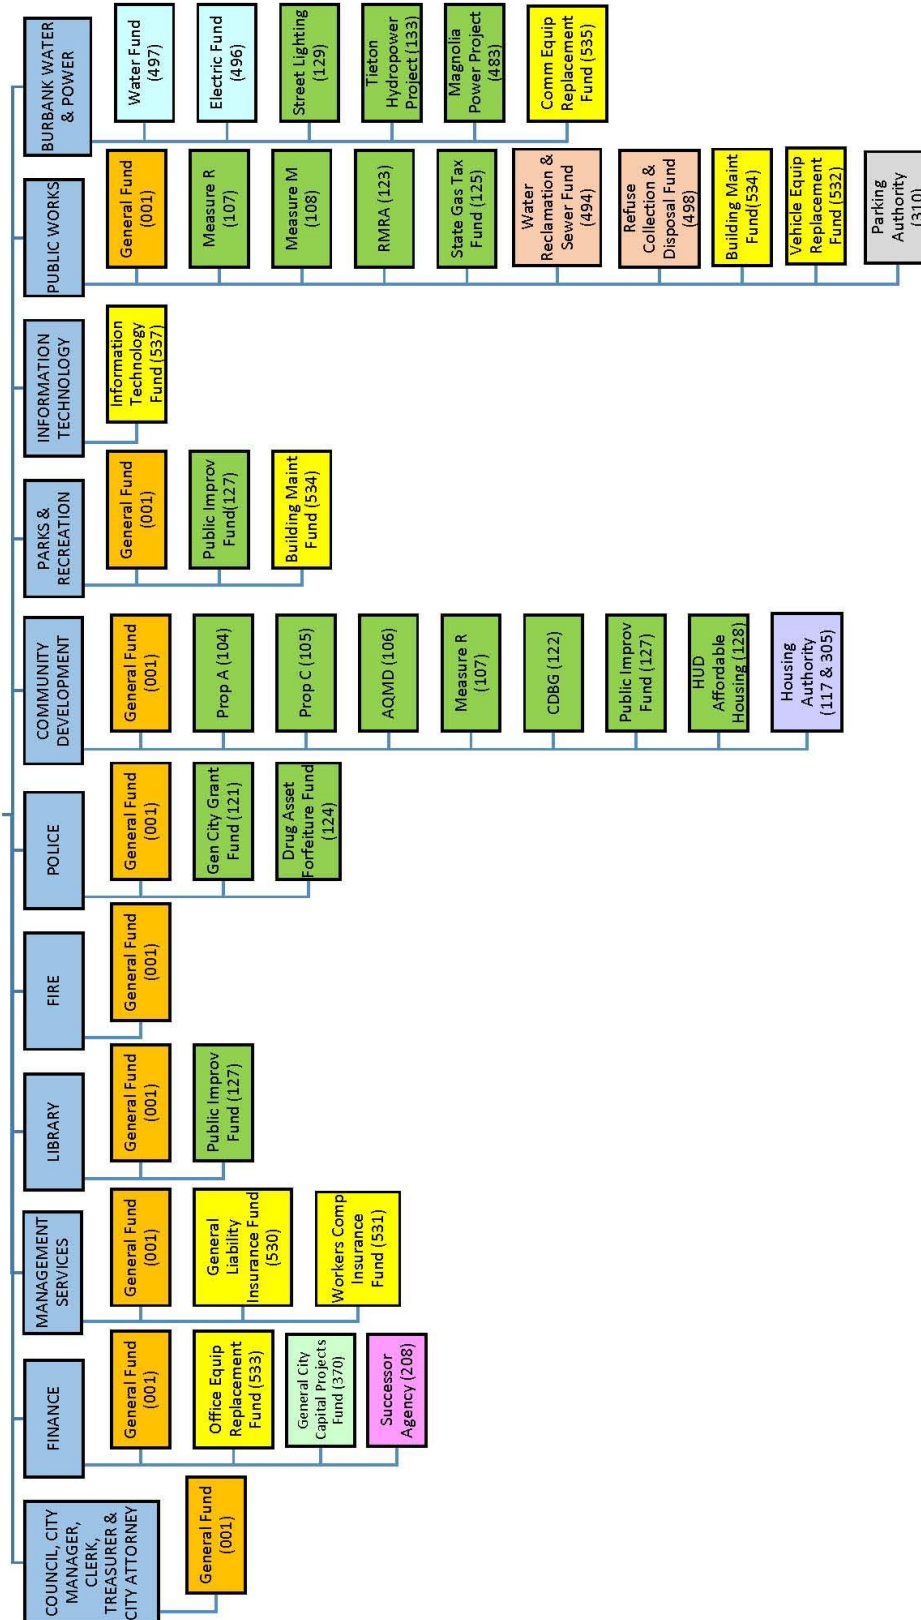 COUNCIL, CITY
MANAGER,
CLERK,
TREASURER &
CITY ATTORNEY
General Fund
(001)
FINANCE
General Fund
(001)
Office Equip
Replacement
Fund (533)
General City
Capital Projects
Fund (370)
Successor
Agency (208)
MANAGEMENT
SERVICES
General Fund
(001)
General
Liability
Insurance Fund
(530)
Workers Comp
Insurance
Fund (531)
LIBRARY
General Fund
(001)
Public Improv
Fund (127)
FIRE
General Fund
(001)
POLICE
General Fund
(001)
Gen City Grant
Fund (121)
Drug Asset
Forfeiture Fund
(124)
COMMUNITY
DEVELOPMENT
General Fund
(001)
Prop A (104)
Prop C (105)
AQMD (106)
Measure R
(107)
CDBG (122)
Public Improv
Fund (127)
HUD
Affordable
Housing (128)
Housing
Authority
(117 & 305)
PARKS &
RECREATION
General Fund
(001)
Public Improv
Fund(127)
Building Maint
Fund (534)
INFORMATION
TECHNOLOGY
Information
Technology
Fund (537)
PUBLIC WORKS
General Fund
(001)
Measure R
(107)
Measure M
(108)
RMRA (123)
State Gas Tax
Fund (125)
Water
Reclamation &
Sewer Fund
(494)
Refuse
Collection &
Disposal Fund
(498)
Building Maint
Fund(534)
Vehicle Equip
Replacement
Fund (532)
Parking
Authority
(310)
BURBANK WATER
& POWER
Water Fund
(497)
Electric Fund
(496)
Street Lighting
(129)
Tieton
Hydropower
Project (133)
Magnolia
Power Project
(483)
Comm Equip
Replacement
Fund (535)